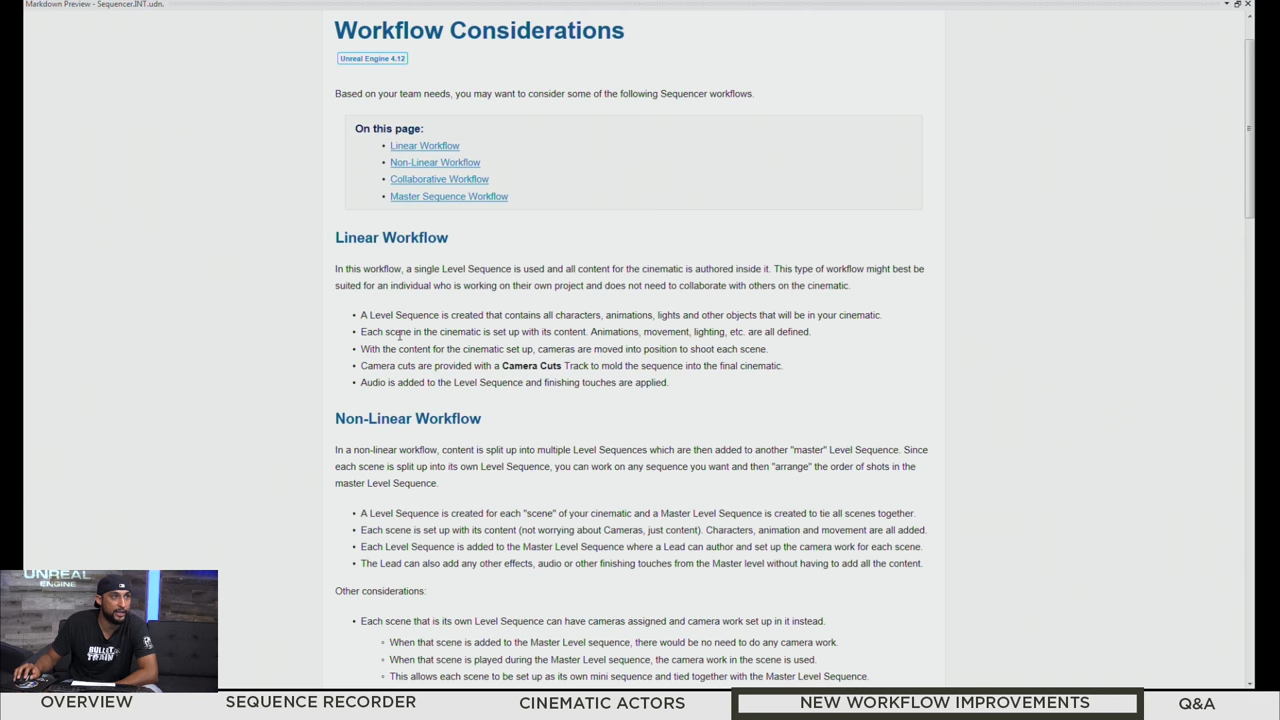 Markdown Preview - Sequencer.INT.udn.
Workflow Considerations
Unreal Engine 4.12
Based on your team needs, you may want to consider some of the following Sequencer workflows.
On this page:
• Linear Workflow
• Non-Linear Workflow
• Collaborative Workflow
• Master Sequence Workflow
Linear Workflow
In this workflow, a single Level Sequence is used and all content for the cinematic is authored inside it. This type of workflow might best be
suited for an individual who is working on their own project and does not need to collaborate with others on the cinematic.
• A Level Sequence is created that contains all characters, animations, lights and other objects that will be in your cinematic.
• Each scene in the cinematic is set up with its content. Animations, movement, lighting, etc. are all defined.
• With the content for the cinematic set up, cameras are moved into position to shoot each scene.
• Camera cuts are provided with a Camera Cuts Track to mold the sequence into the final cinematic.
• Audio is added to the Level Sequence and finishing touches are applied.
Non-Linear Workflow
In a non-linear workflow, content is split up into multiple Level Sequences which are then added to another "master" Level Sequence. Since
each scene is split up into its own Level Sequence, you can work on any sequence you want and then "arrange" the order of shots in the
master Level Sequence.
• A Level Sequence is created for each "scene" of your cinematic and a Master Level Sequence is created to tie all scenes together.
• Each scene is set up with its content (not worrying about Cameras, just content). Characters, animation and movement are all added.
• Each Level Sequence is added to the Master Level Sequence where a Lead can author and set up the camera work for each scene.
• The Lead can also add any other effects, audio or other finishing touches from the Master level without having to add all the content.
Other considerations:
• Each scene that is its own Level Sequence can have cameras assigned and camera work set up in it instead.
◦ When that scene is added to the Master Level sequence, there would be no need to do any camera work.
◦ When that scene is played during the Master Level sequence, the camera work in the scene is used.
◦ This allows each scene to be set up as its own mini sequence and tied together with the Master Level Sequence.
UNREAL
ENGINE
BULLET
TRAIN
OVERVIEW
SEQUENCE RECORDER
CINEMATIC ACTORS
NEW WORKFLOW IMPROVEMENTS
Q&A